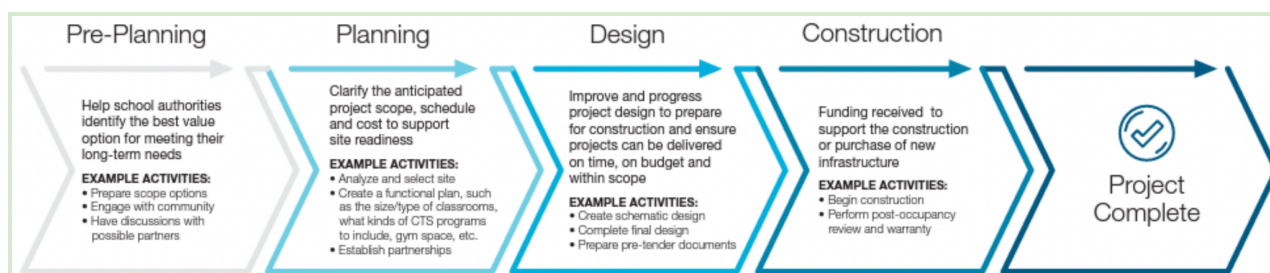 Pre-Planning
Help school authorities
identify the best value
option for meeting their
long-term needs
EXAMPLE ACTIVITIES:
• Prepare scope options
• Engage with community
• Have discussions with
possible partners
Planning
Clarify the anticipated
project scope, schedule
and cost to support
site readiness
EXAMPLE ACTIVITIES:
• Analyze and select site
• Create a functional plan, such
as the size/type of classrooms,
what kinds of CTS programs
to include, gym space, etc.
• Establish partnerships
Design
Improve and progress
project design to prepare
for construction and ensure
projects can be delivered
on time, on budget and
within scope
EXAMPLE ACTIVITIES:
• Create schematic design
• Complete final design
• Prepare pre-tender documents
Construction
Funding received to
support the construction
or purchase of new
infrastructure
EXAMPLE ACTIVITIES:
• Begin construction
• Perform post-occupancy
review and warranty
Project
Complete